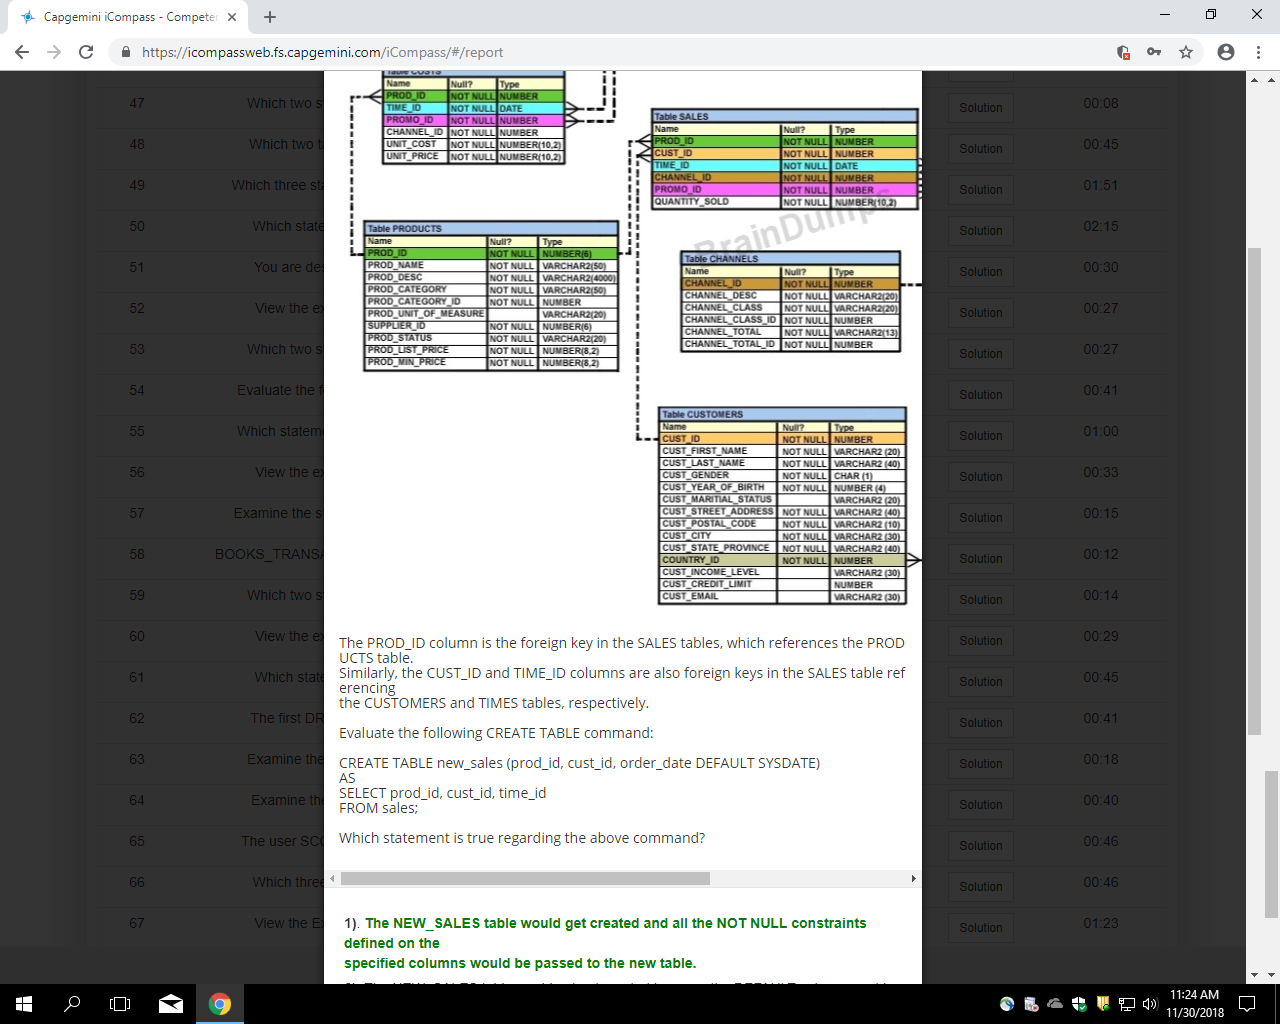 Capgemini iCompass - Competer
https://icompassweb.fs.capgemini.com/iCompass/#/report
47 Which two s Solution 00:08
48 Which two t Solution 00:45
49 Which three sta Solution 01:51
50 Which state Solution 02:15
51 You are de Solution 00:30
52 View the ex Solution 00:27
53 Which two s Solution 00:27
54 Evaluate the f Solution 00:41
55 Which statem Solution 01:00
56 View the ex Solution 00:33
57 Examine the s Solution 00:15
58 BOOKS_TRANSA Solution 00:12
59 Which two s Solution 00:14
60 View the ex Solution 00:29
61 Which state Solution 00:45
62 The first DR Solution 00:41
63 Examine the Solution 00:18
64 Examine th Solution 00:40
65 The user SCO Solution 00:46
66 Which three Solution 00:46
67 View the E Solution 01:23
Table COSTS
Name Null? Type
PROD_ID NOT NULL NUMBER
TIME_ID NOT NULL DATE
PROMO_ID NOT NULL NUMBER
CHANNEL_ID NOT NULL NUMBER
UNIT_COST NOT NULL NUMBER(10,2)
UNIT_PRICE NOT NULL NUMBER(10,2)
Table SALES
Name Null? Type
PROD_ID NOT NULL NUMBER
CUST_ID NOT NULL NUMBER
TIME_ID NOT NULL DATE
CHANNEL_ID NOT NULL NUMBER
PROMO_ID NOT NULL NUMBER
QUANTITY_SOLD NOT NULL NUMBER(10,2)
BrainDumps
Table PRODUCTS
Name Null? Type
PROD_ID NOT NULL NUMBER(6)
PROD_NAME NOT NULL VARCHAR2(50)
PROD_DESC NOT NULL VARCHAR2(4000)
PROD_CATEGORY NOT NULL VARCHAR2(50)
PROD_CATEGORY_ID NOT NULL NUMBER
PROD_UNIT_OF_MEASURE VARCHAR2(20)
SUPPLIER_ID NOT NULL NUMBER(6)
PROD_STATUS NOT NULL VARCHAR2(20)
PROD_LIST_PRICE NOT NULL NUMBER(8,2)
PROD_MIN_PRICE NOT NULL NUMBER(8,2)
Table CHANNELS
Name Null? Type
CHANNEL_ID NOT NULL NUMBER
CHANNEL_DESC NOT NULL VARCHAR2(20)
CHANNEL_CLASS NOT NULL VARCHAR2(20)
CHANNEL_CLASS_ID NOT NULL NUMBER
CHANNEL_TOTAL NOT NULL VARCHAR2(13)
CHANNEL_TOTAL_ID NOT NULL NUMBER
Table CUSTOMERS
Name Null? Type
CUST_ID NOT NULL NUMBER
CUST_FIRST_NAME NOT NULL VARCHAR2 (20)
CUST_LAST_NAME NOT NULL VARCHAR2 (40)
CUST_GENDER NOT NULL CHAR (1)
CUST_YEAR_OF_BIRTH NOT NULL NUMBER (4)
CUST_MARITIAL_STATUS VARCHAR2 (20)
CUST_STREET_ADDRESS NOT NULL VARCHAR2 (40)
CUST_POSTAL_CODE NOT NULL VARCHAR2 (10)
CUST_CITY NOT NULL VARCHAR2 (30)
CUST_STATE_PROVINCE NOT NULL VARCHAR2 (40)
COUNTRY_ID NOT NULL NUMBER
CUST_INCOME_LEVEL VARCHAR2 (30)
CUST_CREDIT_LIMIT NUMBER
CUST_EMAIL VARCHAR2 (30)
The PROD_ID column is the foreign key in the SALES tables, which references the PROD
UCTS table.
Similarly, the CUST_ID and TIME_ID columns are also foreign keys in the SALES table ref
erencing
the CUSTOMERS and TIMES tables, respectively.
Evaluate the following CREATE TABLE command:
CREATE TABLE new_sales (prod_id, cust_id, order_date DEFAULT SYSDATE)
AS
SELECT prod_id, cust_id, time_id
FROM sales;
Which statement is true regarding the above command?
1). The NEW_SALES table would get created and all the NOT NULL constraints
defined on the
specified columns would be passed to the new table.
11:24 AM
11/30/2018